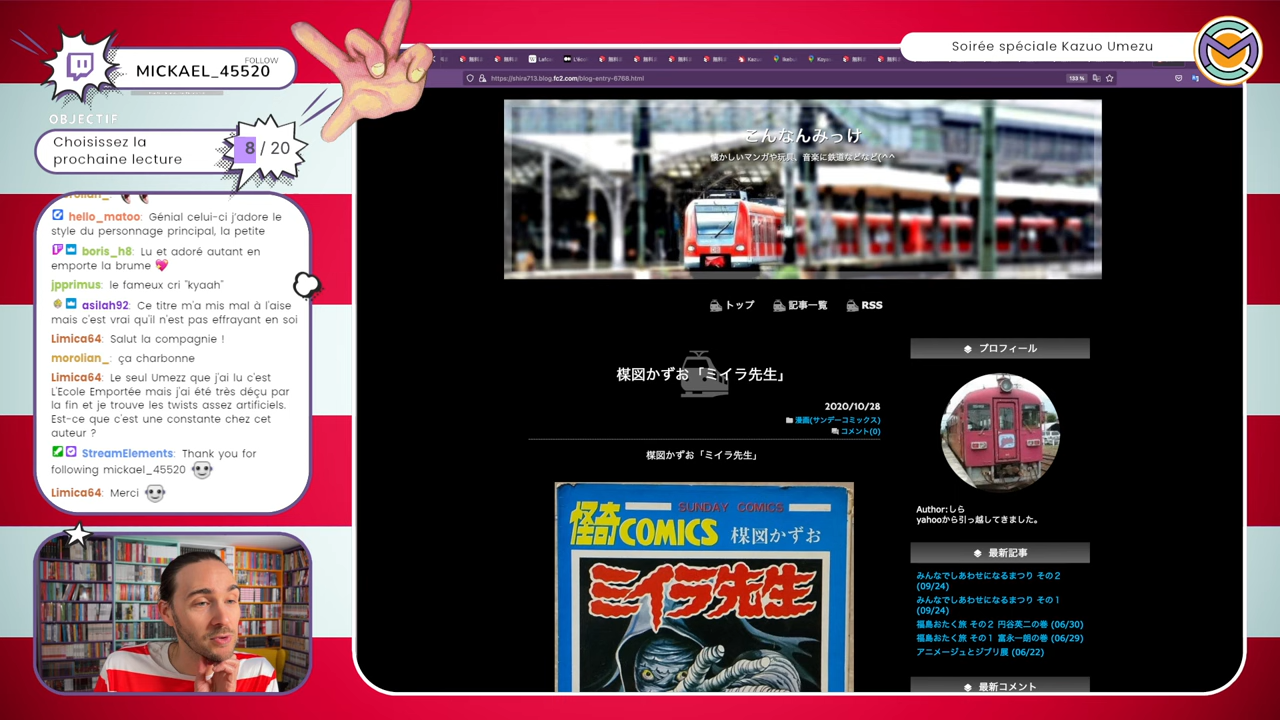 FOLLOW
MICKAEL_45520
OBJECTIF
Choisissez la
prochaine lecture
8 / 20
hello_matoo: Génial celui-ci j'adore le
style du personnage principal, la petite
boris_h8: Lu et adoré autant en
emporte la brume
jpprimus: le fameux cri "kyaah"
asilah92: Ce titre m'a mis mal à l'aise
mais c'est vrai qu'il n'est pas effrayant en soi
Limica64: Salut la compagnie !
morolian_: ça charbonne
Limica64: Le seul Umezz que j'ai lu c'est
L'Ecole Emportée mais j'ai été très déçu par
la fin et je trouve les twists assez artificiels.
Est-ce que c'est une constante chez cet
auteur ?
StreamElements: Thank you for
following mickael_45520
Limica64: Merci
Soirée spéciale Kazuo Umezu
https://shira713.blog.fc2.com/blog-entry-6768.html
133 %
こんなんみっけ
懐かしいマンガや玩具、音楽に鉄道などなど(^^
トップ
記事一覧
RSS
楳図かずお「ミイラ先生」
2020/10/28
漫画(サンデーコミックス)
コメント(0)
楳図かずお「ミイラ先生」
SUNDAY COMICS
怪奇COMICS
楳図かずお
ミイラ先生
プロフィール
Author:しら
yahooから引っ越してきました。
最新記事
みんなでしあわせになるまつり その2
(09/24)
みんなでしあわせになるまつり その1
(09/24)
福島おたく旅 その2 円谷英二の巻 (06/30)
福島おたく旅 その1 富永一朗の巻 (06/29)
アニメージュとジブリ展 (06/22)
最新コメント